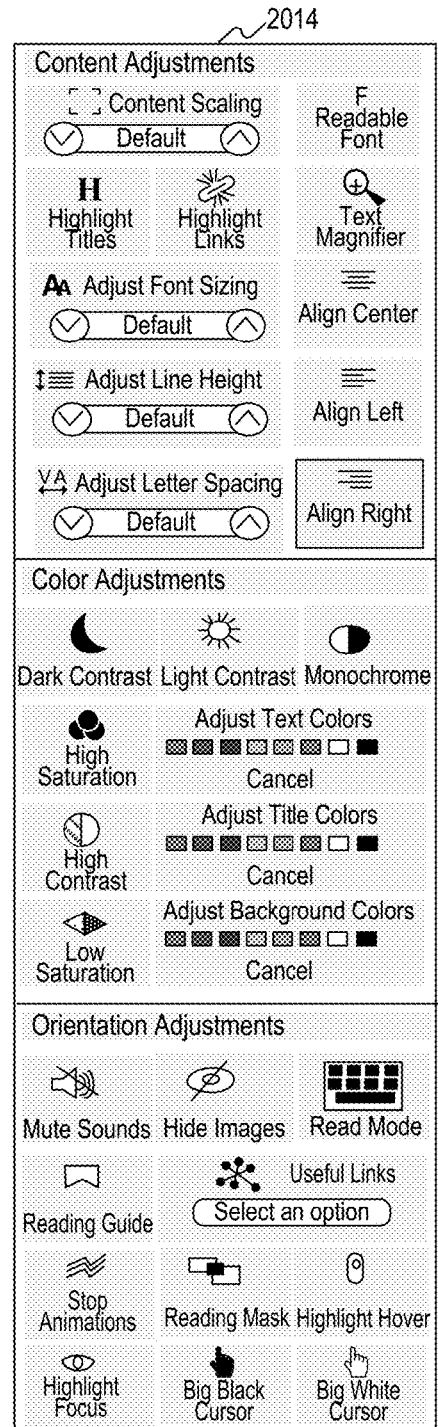 2014
Content Adjustments
Content Scaling
Default
F
Readable
Font
H
Highlight
Titles
Highlight
Links
Text
Magnifier
AA Adjust Font Sizing
Default
Align Center
Adjust Line Height
Default
Align Left
VA Adjust Letter Spacing
Default
Align Right
Color Adjustments
Dark Contrast Light Contrast Monochrome
High
Saturation
Adjust Text Colors
Cancel
High
Contrast
Adjust Title Colors
Cancel
Low
Saturation
Adjust Background Colors
Cancel
Orientation Adjustments
Mute Sounds Hide Images Read Mode
Reading Guide
Useful Links
Select an option
Stop
Animations
Reading Mask Highlight Hover
Highlight
Focus
Big Black
Cursor
Big White
Cursor